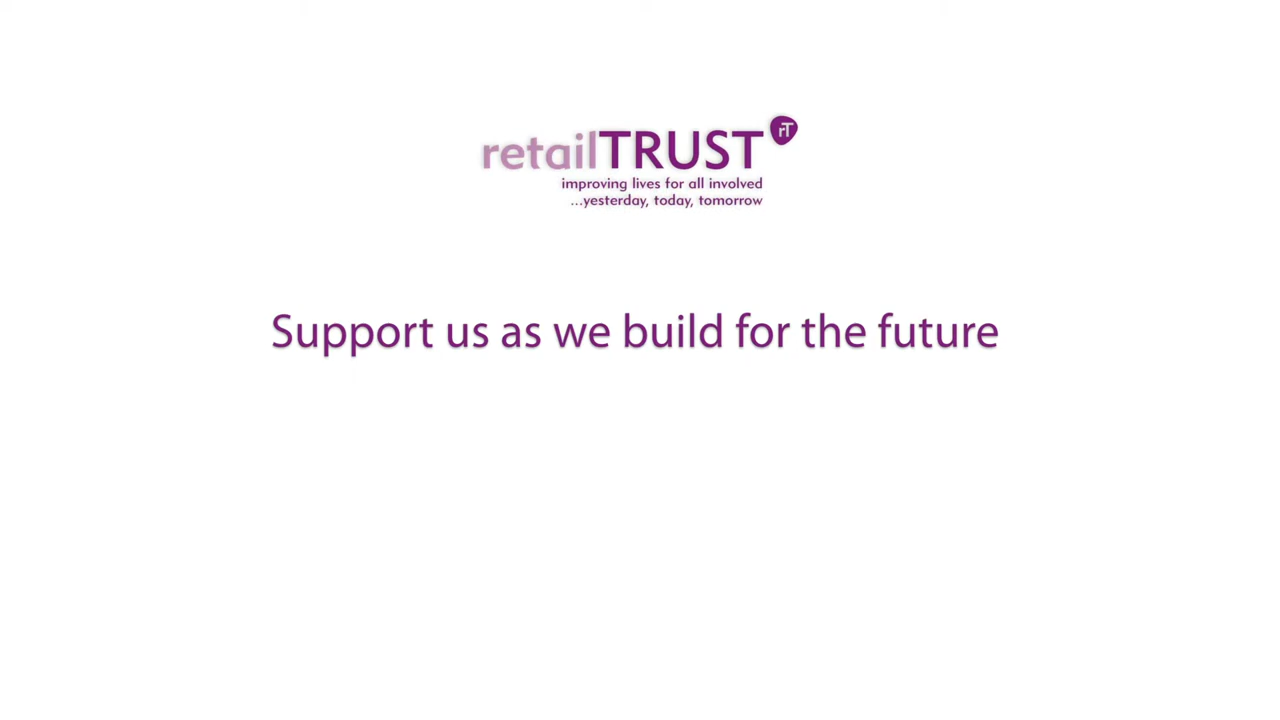 retailTRUST rT
improving lives for all involved
...yesterday, today, tomorrow
Support us as we build for the future